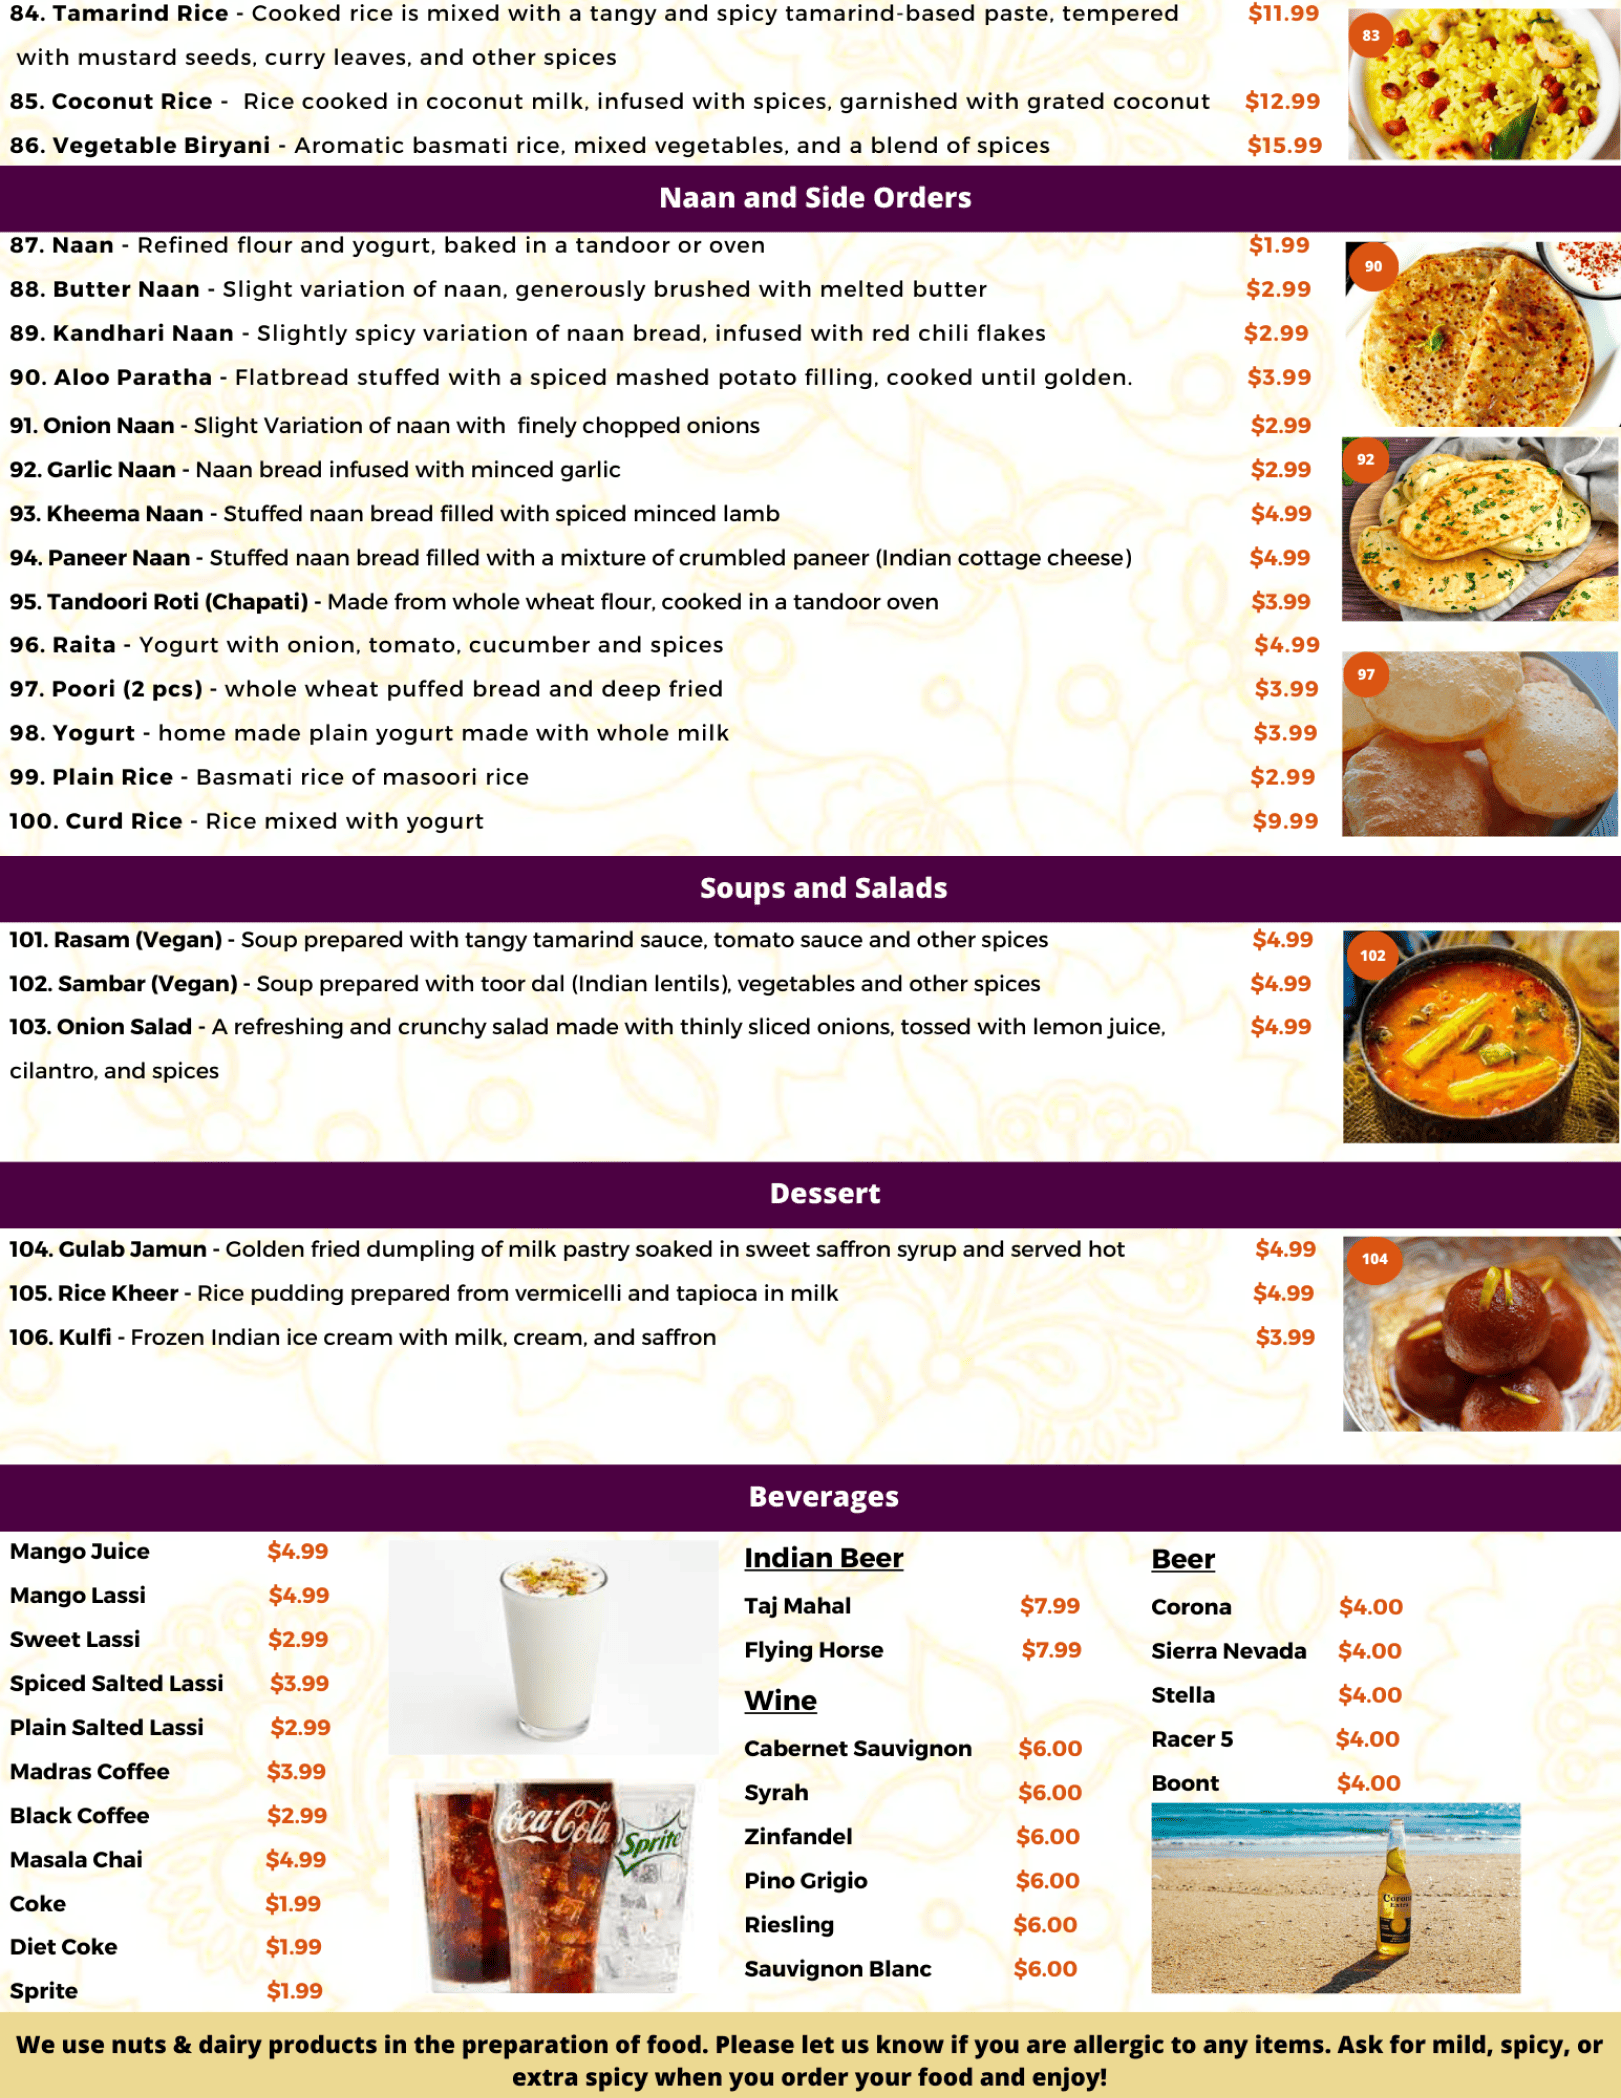 84. Tamarind Rice - Cooked rice is mixed with a tangy and spicy tamarind-based paste, tempered $11.99
with mustard seeds, curry leaves, and other spices
83
85. Coconut Rice - Rice cooked in coconut milk, infused with spices, garnished with grated coconut $12.99
86. Vegetable Biryani - Aromatic basmati rice, mixed vegetables, and a blend of spices $15.99
Naan and Side Orders
87. Naan - Refined flour and yogurt, baked in a tandoor or oven $1.99
90
88. Butter Naan - Slight variation of naan, generously brushed with melted butter $2.99
89. Kandhari Naan - Slightly spicy variation of naan bread, infused with red chili flakes $2.99
90. Aloo Paratha - Flatbread stuffed with a spiced mashed potato filling, cooked until golden. $3.99
91. Onion Naan - Slight Variation of naan with finely chopped onions $2.99
92. Garlic Naan - Naan bread infused with minced garlic $2.99
92
93. Kheema Naan - Stuffed naan bread filled with spiced minced lamb $4.99
94. Paneer Naan - Stuffed naan bread filled with a mixture of crumbled paneer (Indian cottage cheese) $4.99
95. Tandoori Roti (Chapati) - Made from whole wheat flour, cooked in a tandoor oven $3.99
96. Raita - Yogurt with onion, tomato, cucumber and spices $4.99
97. Poori (2 pcs) - whole wheat puffed bread and deep fried $3.99
97
98. Yogurt - home made plain yogurt made with whole milk $3.99
99. Plain Rice - Basmati rice of masoori rice $2.99
100. Curd Rice - Rice mixed with yogurt $9.99
Soups and Salads
101. Rasam (Vegan) - Soup prepared with tangy tamarind sauce, tomato sauce and other spices $4.99
102
102. Sambar (Vegan) - Soup prepared with toor dal (Indian lentils), vegetables and other spices $4.99
103. Onion Salad - A refreshing and crunchy salad made with thinly sliced onions, tossed with lemon juice, $4.99
cilantro, and spices
Dessert
104. Gulab Jamun - Golden fried dumpling of milk pastry soaked in sweet saffron syrup and served hot $4.99
104
105. Rice Kheer - Rice pudding prepared from vermicelli and tapioca in milk $4.99
106. Kulfi - Frozen Indian ice cream with milk, cream, and saffron $3.99
Beverages
Mango Juice $4.99
Mango Lassi $4.99
Sweet Lassi $2.99
Spiced Salted Lassi $3.99
Plain Salted Lassi $2.99
Madras Coffee $3.99
Black Coffee $2.99
Masala Chai $4.99
Coke $1.99
Diet Coke $1.99
Sprite $1.99
Coca-Cola
Sprite
Indian Beer
Taj Mahal $7.99
Flying Horse $7.99
Wine
Cabernet Sauvignon $6.00
Syrah $6.00
Zinfandel $6.00
Pino Grigio $6.00
Riesling $6.00
Sauvignon Blanc $6.00
Beer
Corona $4.00
Sierra Nevada $4.00
Stella $4.00
Racer 5 $4.00
Boont $4.00
Corona
Extra
We use nuts & dairy products in the preparation of food. Please let us know if you are allergic to any items. Ask for mild, spicy, or
extra spicy when you order your food and enjoy!